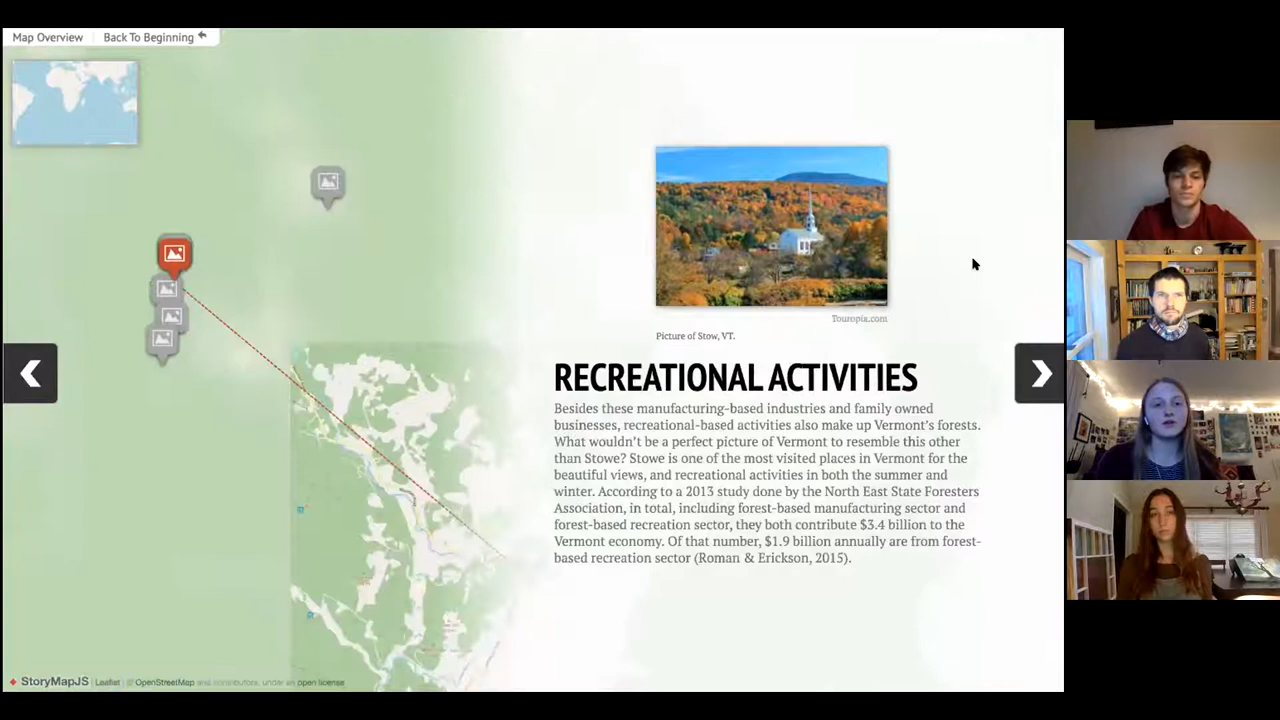 Map Overview
Back To Beginning
Touropia.com
Picture of Stow, VT.
RECREATIONAL ACTIVITIES
Besides these manufacturing-based industries and family owned
businesses, recreational-based activities also make up Vermont's forests.
What wouldn't be a perfect picture of Vermont to resemble this other
than Stowe? Stowe is one of the most visited places in Vermont for the
beautiful views, and recreational activities in both the summer and
winter. According to a 2013 study done by the North East State Foresters
Association, in total, including forest-based manufacturing sector and
forest-based recreation sector, they both contribute $3.4 billion to the
Vermont economy. Of that number, $1.9 billion annually are from forest-
based recreation sector (Roman & Erickson, 2015).
StoryMapJS | Leaflet | © OpenStreetMap and contributors, under an open license